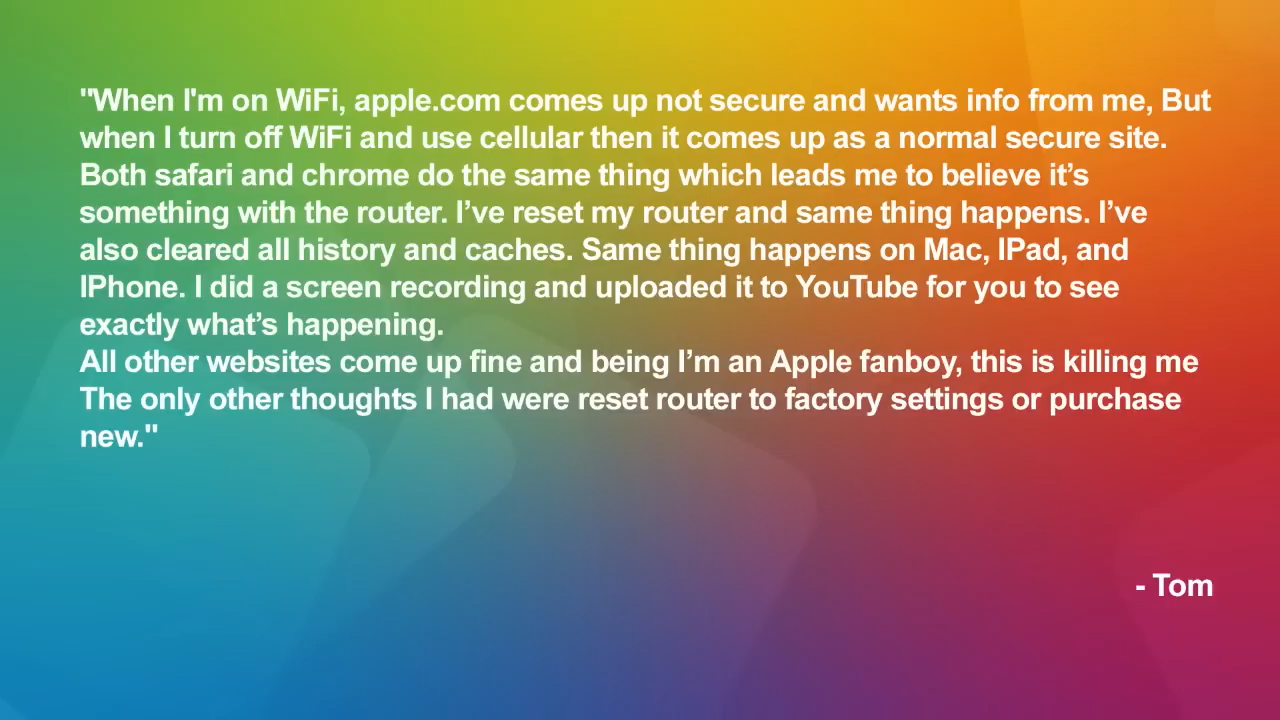 "When I'm on WiFi, apple.com comes up not secure and wants info from me, But
when I turn off WiFi and use cellular then it comes up as a normal secure site.
Both safari and chrome do the same thing which leads me to believe it’s
something with the router. I’ve reset my router and same thing happens. I’ve
also cleared all history and caches. Same thing happens on Mac, IPad, and
IPhone. I did a screen recording and uploaded it to YouTube for you to see
exactly what’s happening.
All other websites come up fine and being I’m an Apple fanboy, this is killing me
The only other thoughts I had were reset router to factory settings or purchase
new."
- Tom